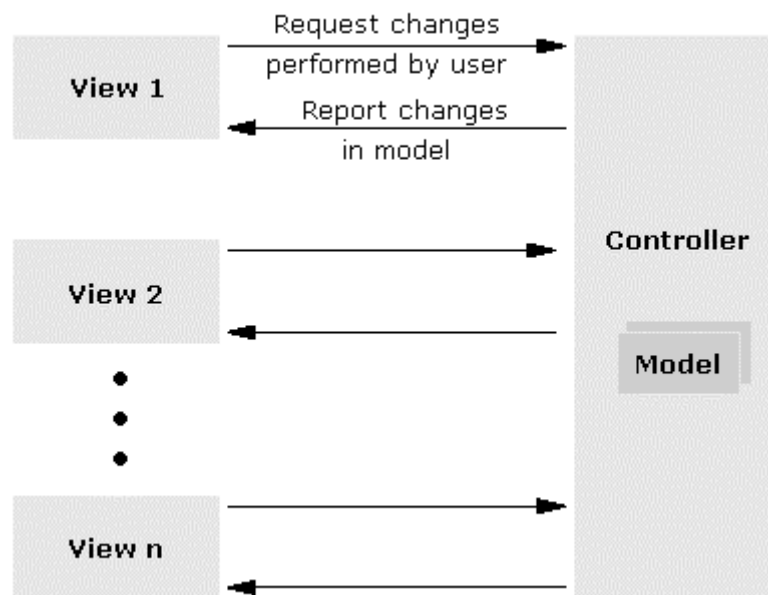 Request changes
performed by user
View 1
Report changes
in model
Controller
View 2
Model
View n